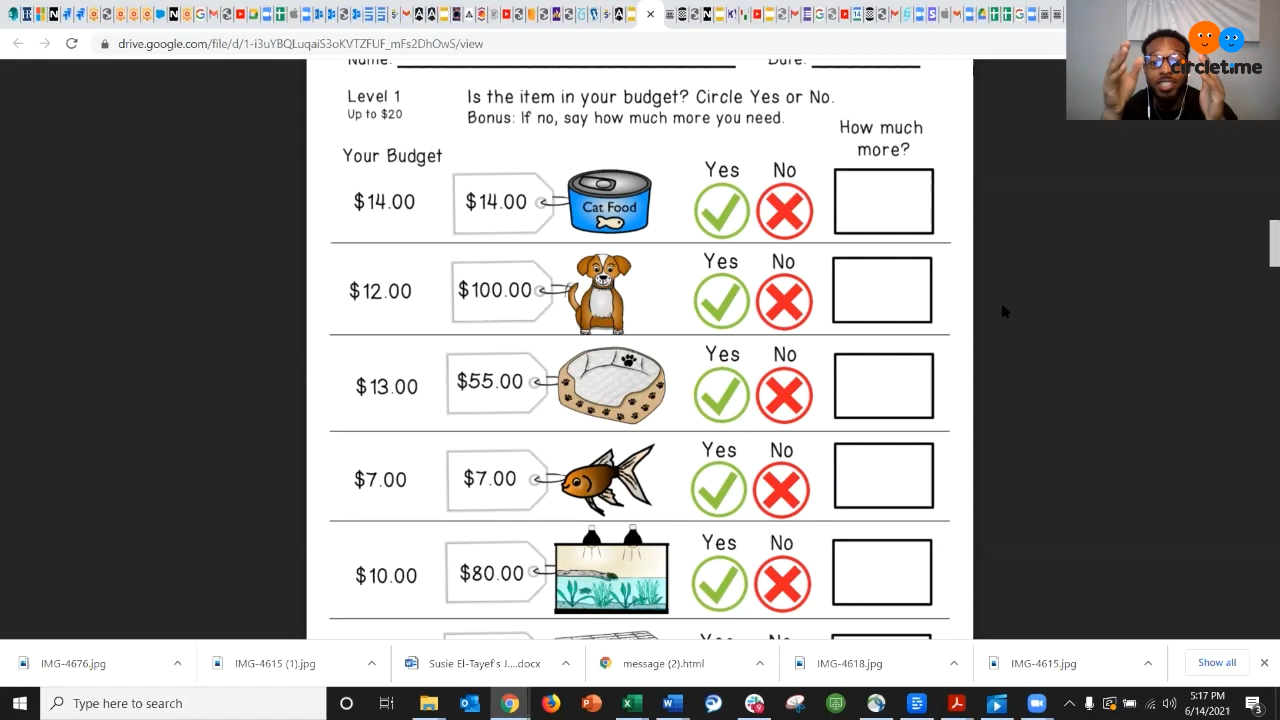 drive.google.com/file/d/1-i3uYBQLuqaiS3oKVTZFUF_mFs2DhOwS/view
circletime
Name: Date:
Level 1
Up to $20
Is the item in your budget? Circle Yes or No.
Bonus: If no, say how much more you need.
How much
more?
Your Budget
Yes No
$14.00 $14.00 Cat Food
Yes No
$12.00 $100.00
Yes No
$13.00 $55.00
Yes No
$7.00 $7.00
Yes No
$10.00 $80.00
Yes No
IMG-4676.jpg IMG-4615 (1).jpg Susie El-Tayef s J....docx message (2).html IMG-4618.jpg IMG-4615.jpg Show all
Type here to search
5:17 PM
6/14/2021